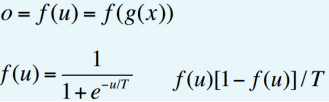 o = f(u) = f(g(x))
f(u) = 1 / (1 + e^{-u/T})    f(u)[1 − f(u)]/T